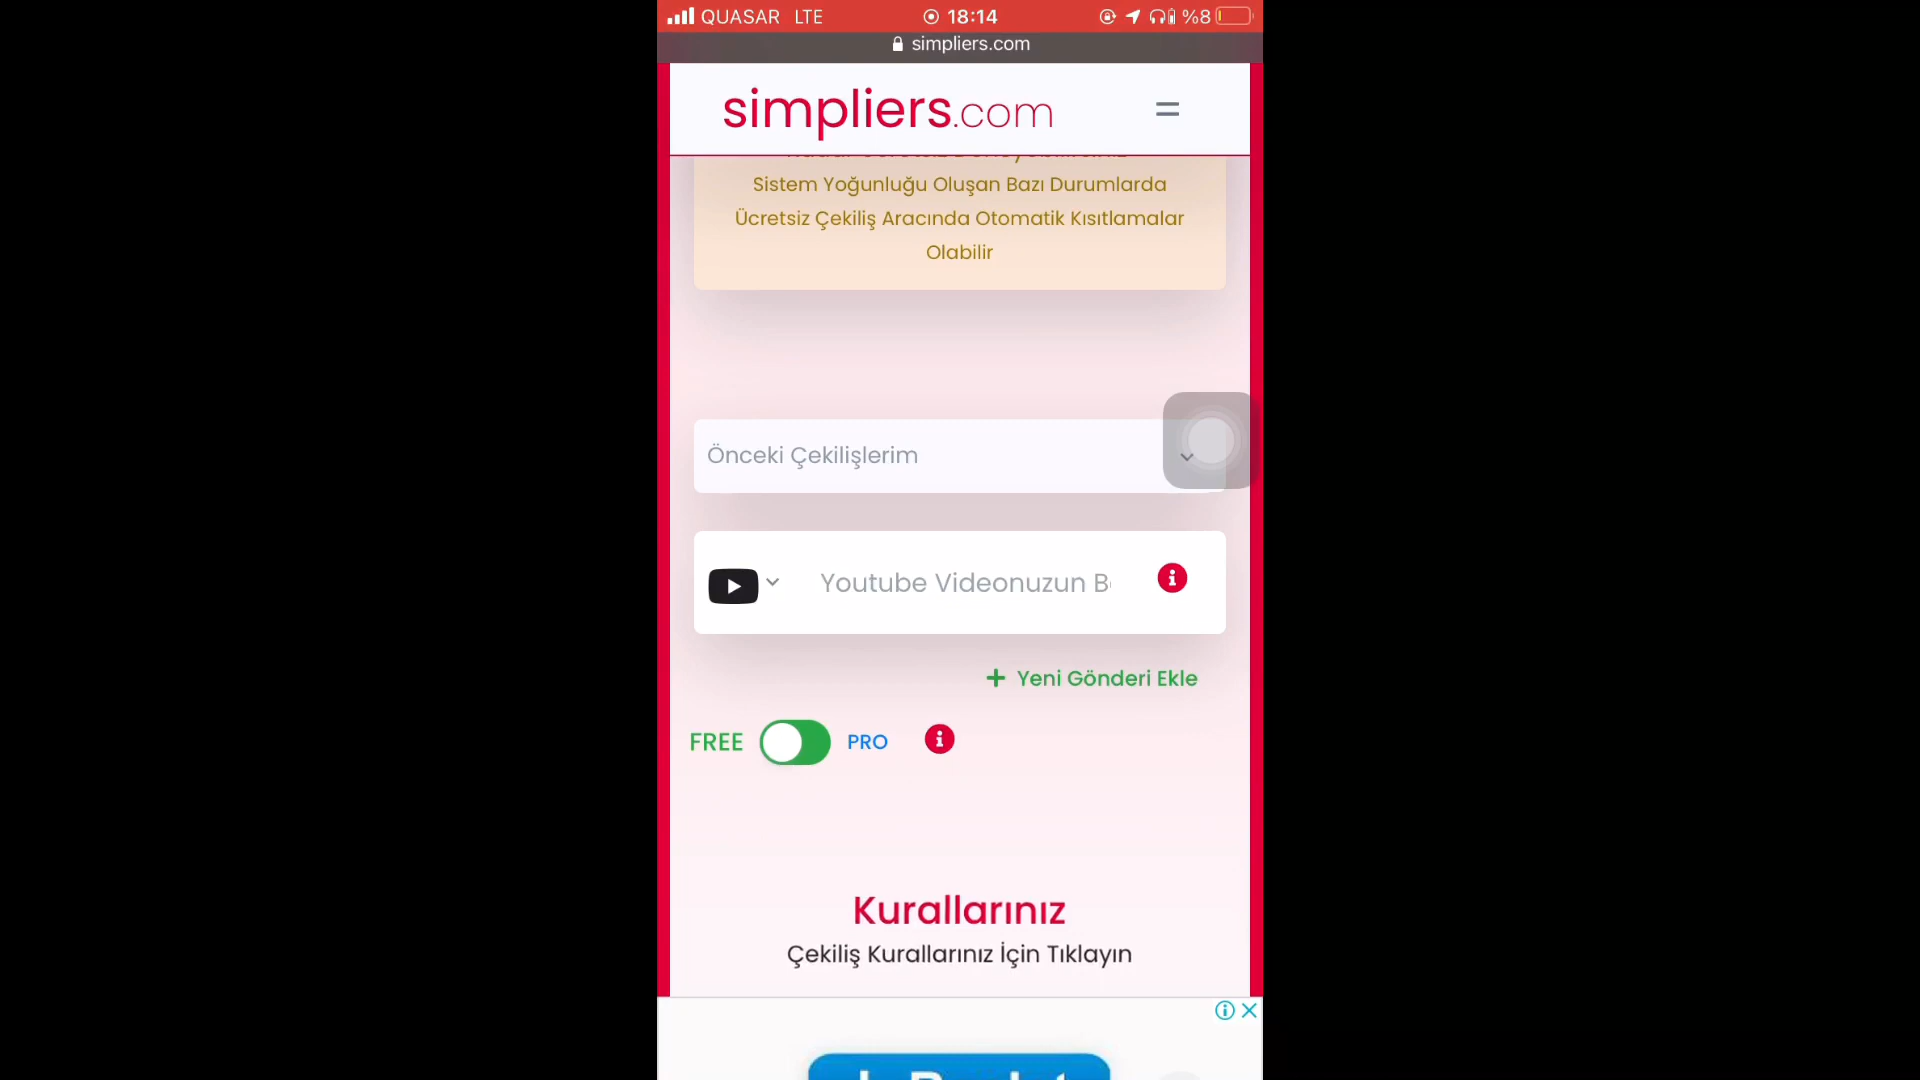 QUASAR LTE 18:14 %8
simpliers.com
simpliers.com
Sistem Yoğunluğu Oluşan Bazı Durumlarda
Ücretsiz Çekiliş Aracında Otomatik Kısıtlamalar
Olabilir
Önceki Çekilişlerim
Youtube Videonuzun
+ Yeni Gönderi Ekle
FREE PRO
Kurallarınız
Çekiliş Kurallarınız İçin Tıklayın